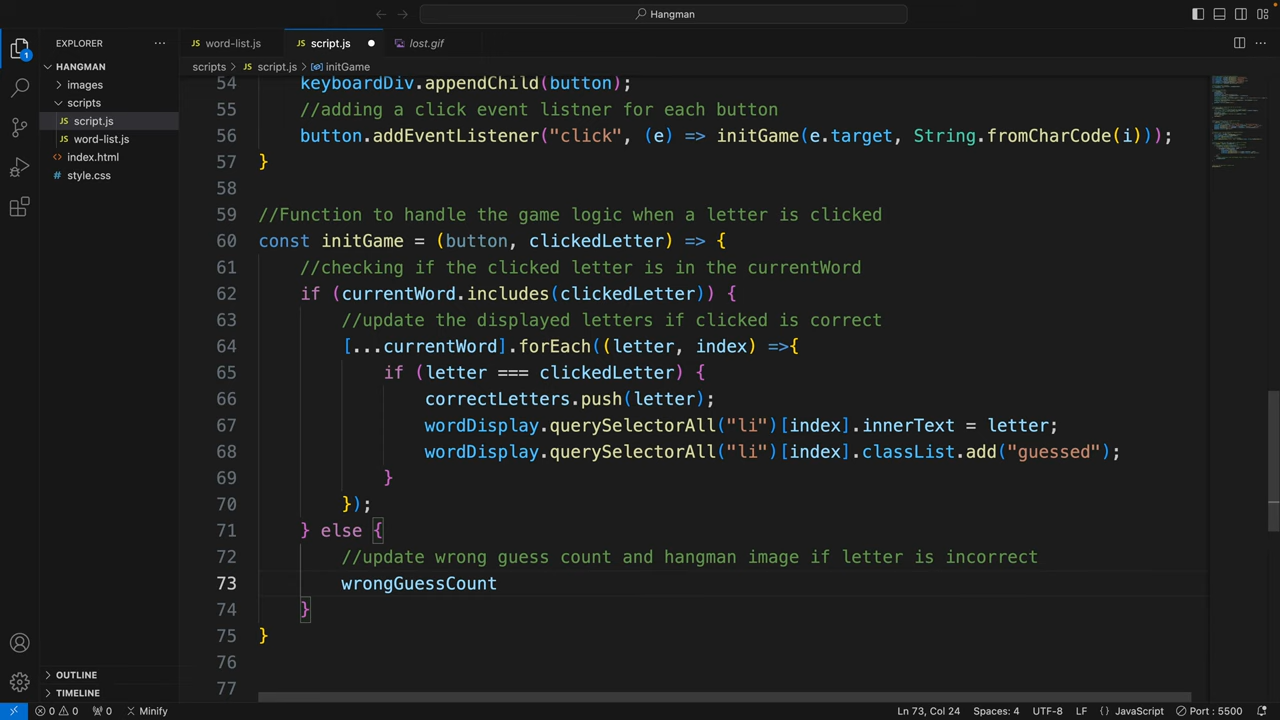 Hangman
EXPLORER
HANGMAN
images
scripts
JS script.js
JS word-list.js
<> index.html
# style.css
OUTLINE
TIMELINE
1
JS word-list.js
JS script.js
lost.gif
scripts > JS script.js > initGame
54 keyboardDiv.appendChild(button);
55 //adding a click event listner for each button
56 button.addEventListener("click", (e) => initGame(e.target, String.fromCharCode(i)));
57 }
58
59 //Function to handle the game logic when a letter is clicked
60 const initGame = (button, clickedLetter) => {
61 //checking if the clicked letter is in the currentWord
62 if (currentWord.includes(clickedLetter)) {
63 //update the displayed letters if clicked is correct
64 [...currentWord].forEach((letter, index) =>{
65 if (letter === clickedLetter) {
66 correctLetters.push(letter);
67 wordDisplay.querySelectorAll("li")[index].innerText = letter;
68 wordDisplay.querySelectorAll("li")[index].classList.add("guessed");
69 }
70 });
71 } else {
72 //update wrong guess count and hangman image if letter is incorrect
73 wrongGuessCount
74 }
75 }
76
77
0 0 0 Minify
Ln 73, Col 24 Spaces: 4 UTF-8 LF {} JavaScript Port : 5500